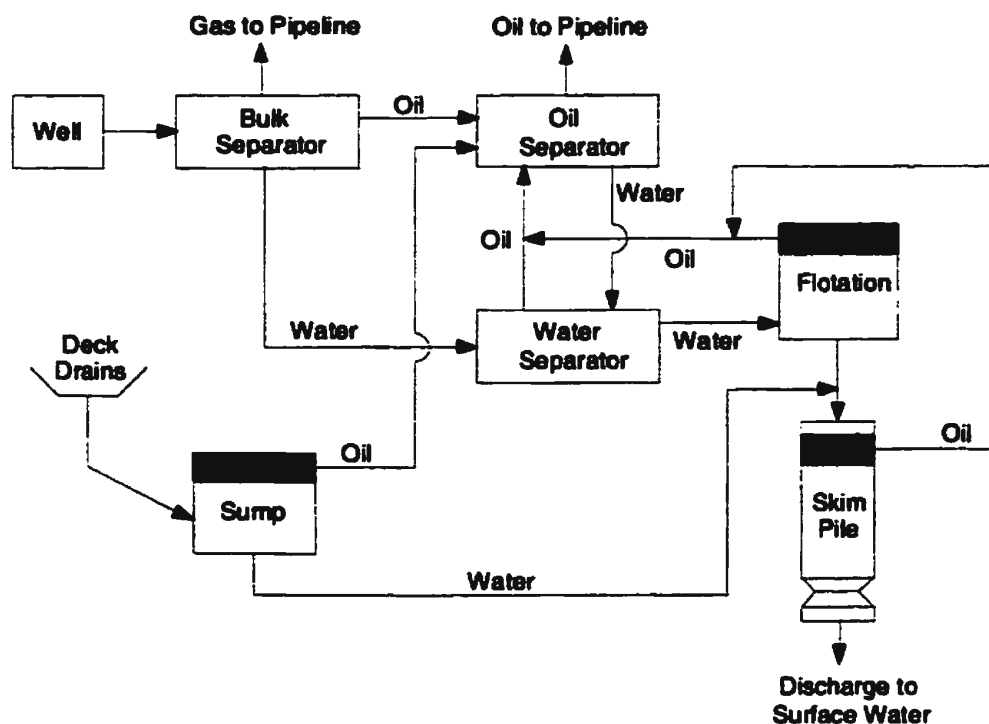 Gas to Pipeline
Oil to Pipeline
Well
Bulk
Separator
Oil
Oil
Separator
Water
Oil
Oil
Flotation
Water
Water
Separator
Water
Deck
Drains
Oil
Sump
Oil
Skim
Pile
Water
Discharge to
Surface Water